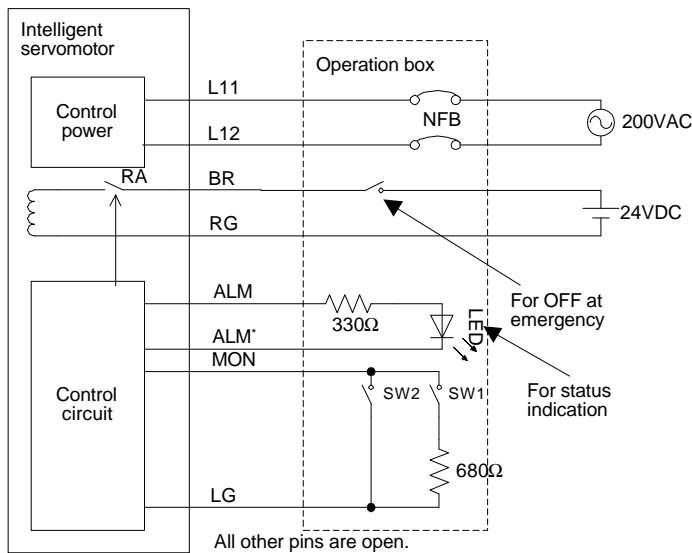 Intelligent
servomotor
Operation box
Control
power
L11
L12
NFB
200VAC
RA
BR
RG
24VDC
ALM
330Ω
LED
For OFF at
emergency
ALM*
MON
Control
circuit
SW2
SW1
For status
indication
680Ω
LG
All other pins are open.